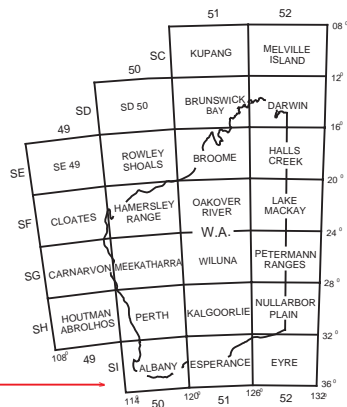 51 52
08°
SC KUPANG MELVILLE
ISLAND
50
12°
SD SD 50 BRUNSWICK
BAY DARWIN
49
16°
SE SE 49 ROWLEY
SHOALS BROOME HALLS
CREEK
20°
SF CLOATES HAMERSLEY
RANGE OAKOVER
RIVER LAKE
MACKAY
W.A.
24°
SG CARNARVON MEEKATHARRA WILUNA PETERMANN
RANGES
28°
SH HOUTMAN
ABROLHOS PERTH KALGOORLIE NULLARBOR
PLAIN
108° 49
32°
SI ALBANY ESPERANCE EYRE
36°
114° 50 120° 51 126° 52 132°